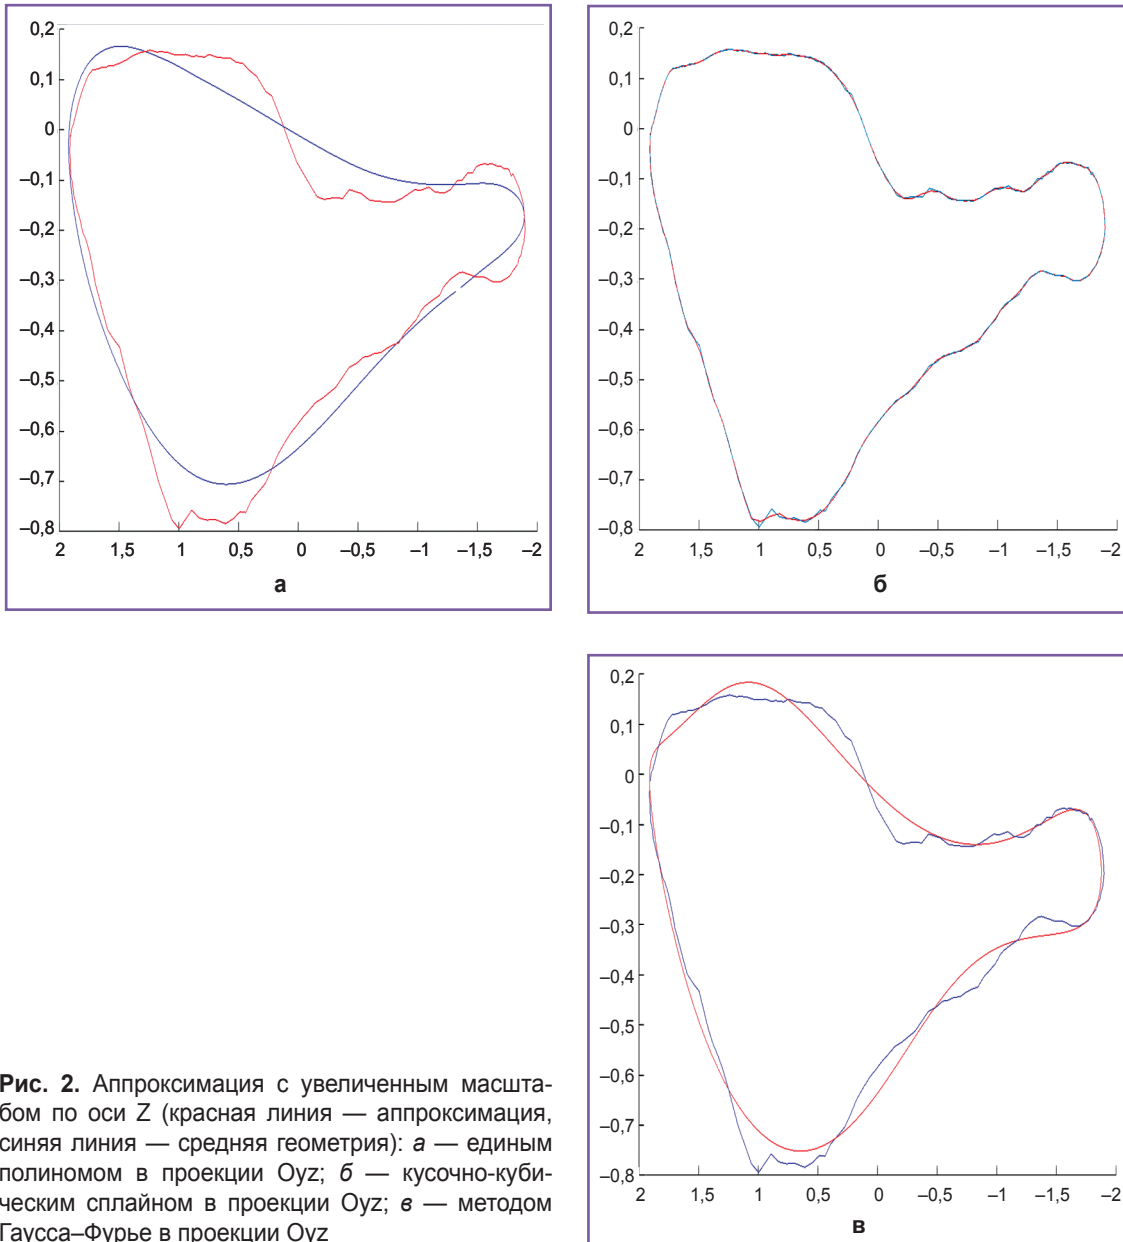 0,2
0,1
0
–0,1
–0,2
–0,3
–0,4
–0,5
–0,6
–0,7
–0,8
2 1,5 1 0,5 0 –0,5 –1 –1,5 –2
а
0,2
0,1
0
–0,1
–0,2
–0,3
–0,4
–0,5
–0,6
–0,7
–0,8
2 1,5 1 0,5 0 –0,5 –1 –1,5 –2
б
0,2
0,1
0
–0,1
–0,2
–0,3
–0,4
–0,5
–0,6
–0,7
–0,8
2 1,5 1 0,5 0 –0,5 –1 –1,5 –2
в
Рис. 2. Аппроксимация с увеличенным масшта-
бом по оси Z (красная линия — аппроксимация,
синяя линия — средняя геометрия): а — единым
полиномом в проекции Oyz; б — кусочно-куби-
ческим сплайном в проекции Oyz; в — методом
Гаусса–Фурье в проекции Oyz